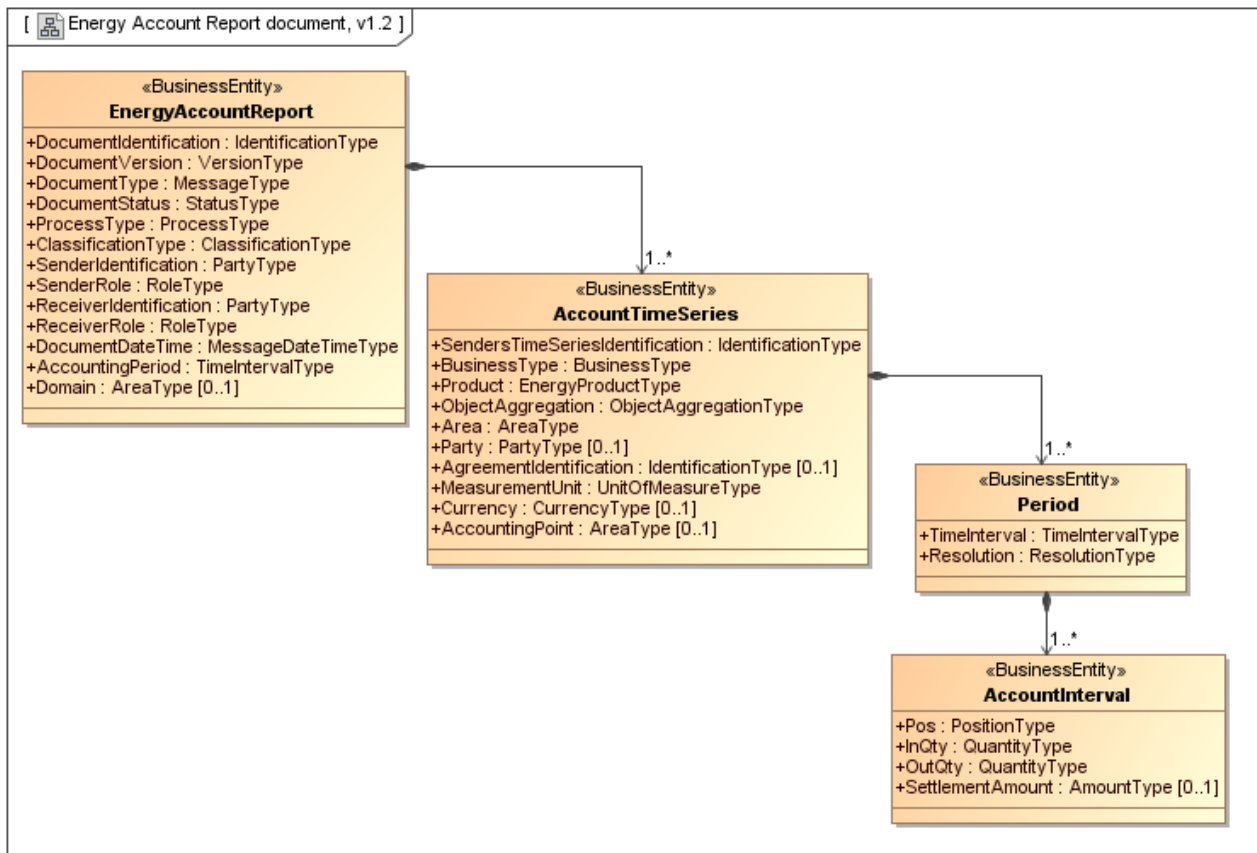 [ Energy Account Report document, v1.2 ]
«BusinessEntity»
EnergyAccountReport
+DocumentIdentification : IdentificationType
+DocumentVersion : VersionType
+DocumentType : MessageType
+DocumentStatus : StatusType
+ProcessType : ProcessType
+ClassificationType : ClassificationType
+SenderIdentification : PartyType
+SenderRole : RoleType
+ReceiverIdentification : PartyType
+ReceiverRole : RoleType
+DocumentDateTime : MessageDateTimeType
+AccountingPeriod : TimeIntervalType
+Domain : AreaType [0..1]
1..*
«BusinessEntity»
AccountTimeSeries
+SendersTimeSeriesIdentification : IdentificationType
+BusinessType : BusinessType
+Product : EnergyProductType
+ObjectAggregation : ObjectAggregationType
+Area : AreaType
+Party : PartyType [0..1]
+AgreementIdentification : IdentificationType [0..1]
+MeasurementUnit : UnitOfMeasureType
+Currency : CurrencyType [0..1]
+AccountingPoint : AreaType [0..1]
1..*
«BusinessEntity»
Period
+TimeInterval : TimeIntervalType
+Resolution : ResolutionType
1..*
«BusinessEntity»
AccountInterval
+Pos : PositionType
+InQty : QuantityType
+OutQty : QuantityType
+SettlementAmount : AmountType [0..1]